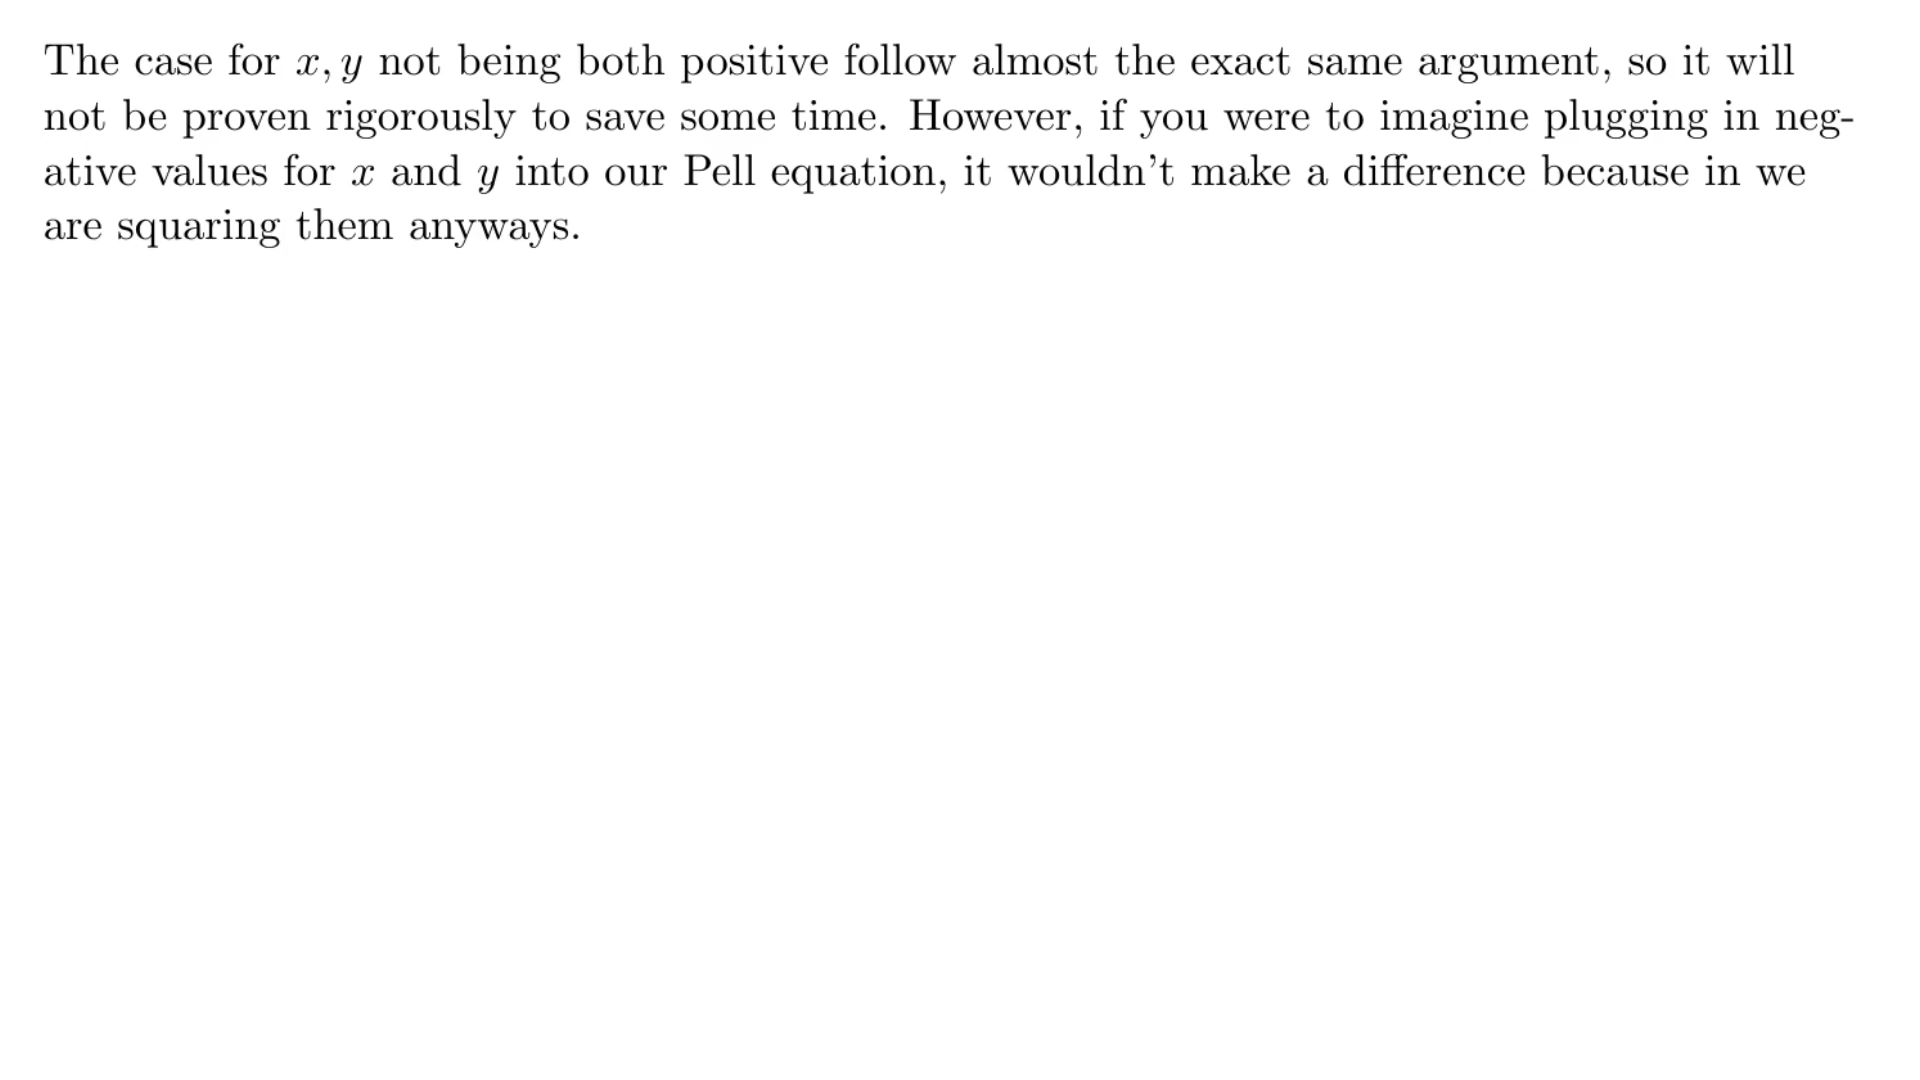 The case for x, y not being both positive follow almost the exact same argument, so it will
not be proven rigorously to save some time. However, if you were to imagine plugging in neg-
ative values for x and y into our Pell equation, it wouldn't make a difference because in we
are squaring them anyways.